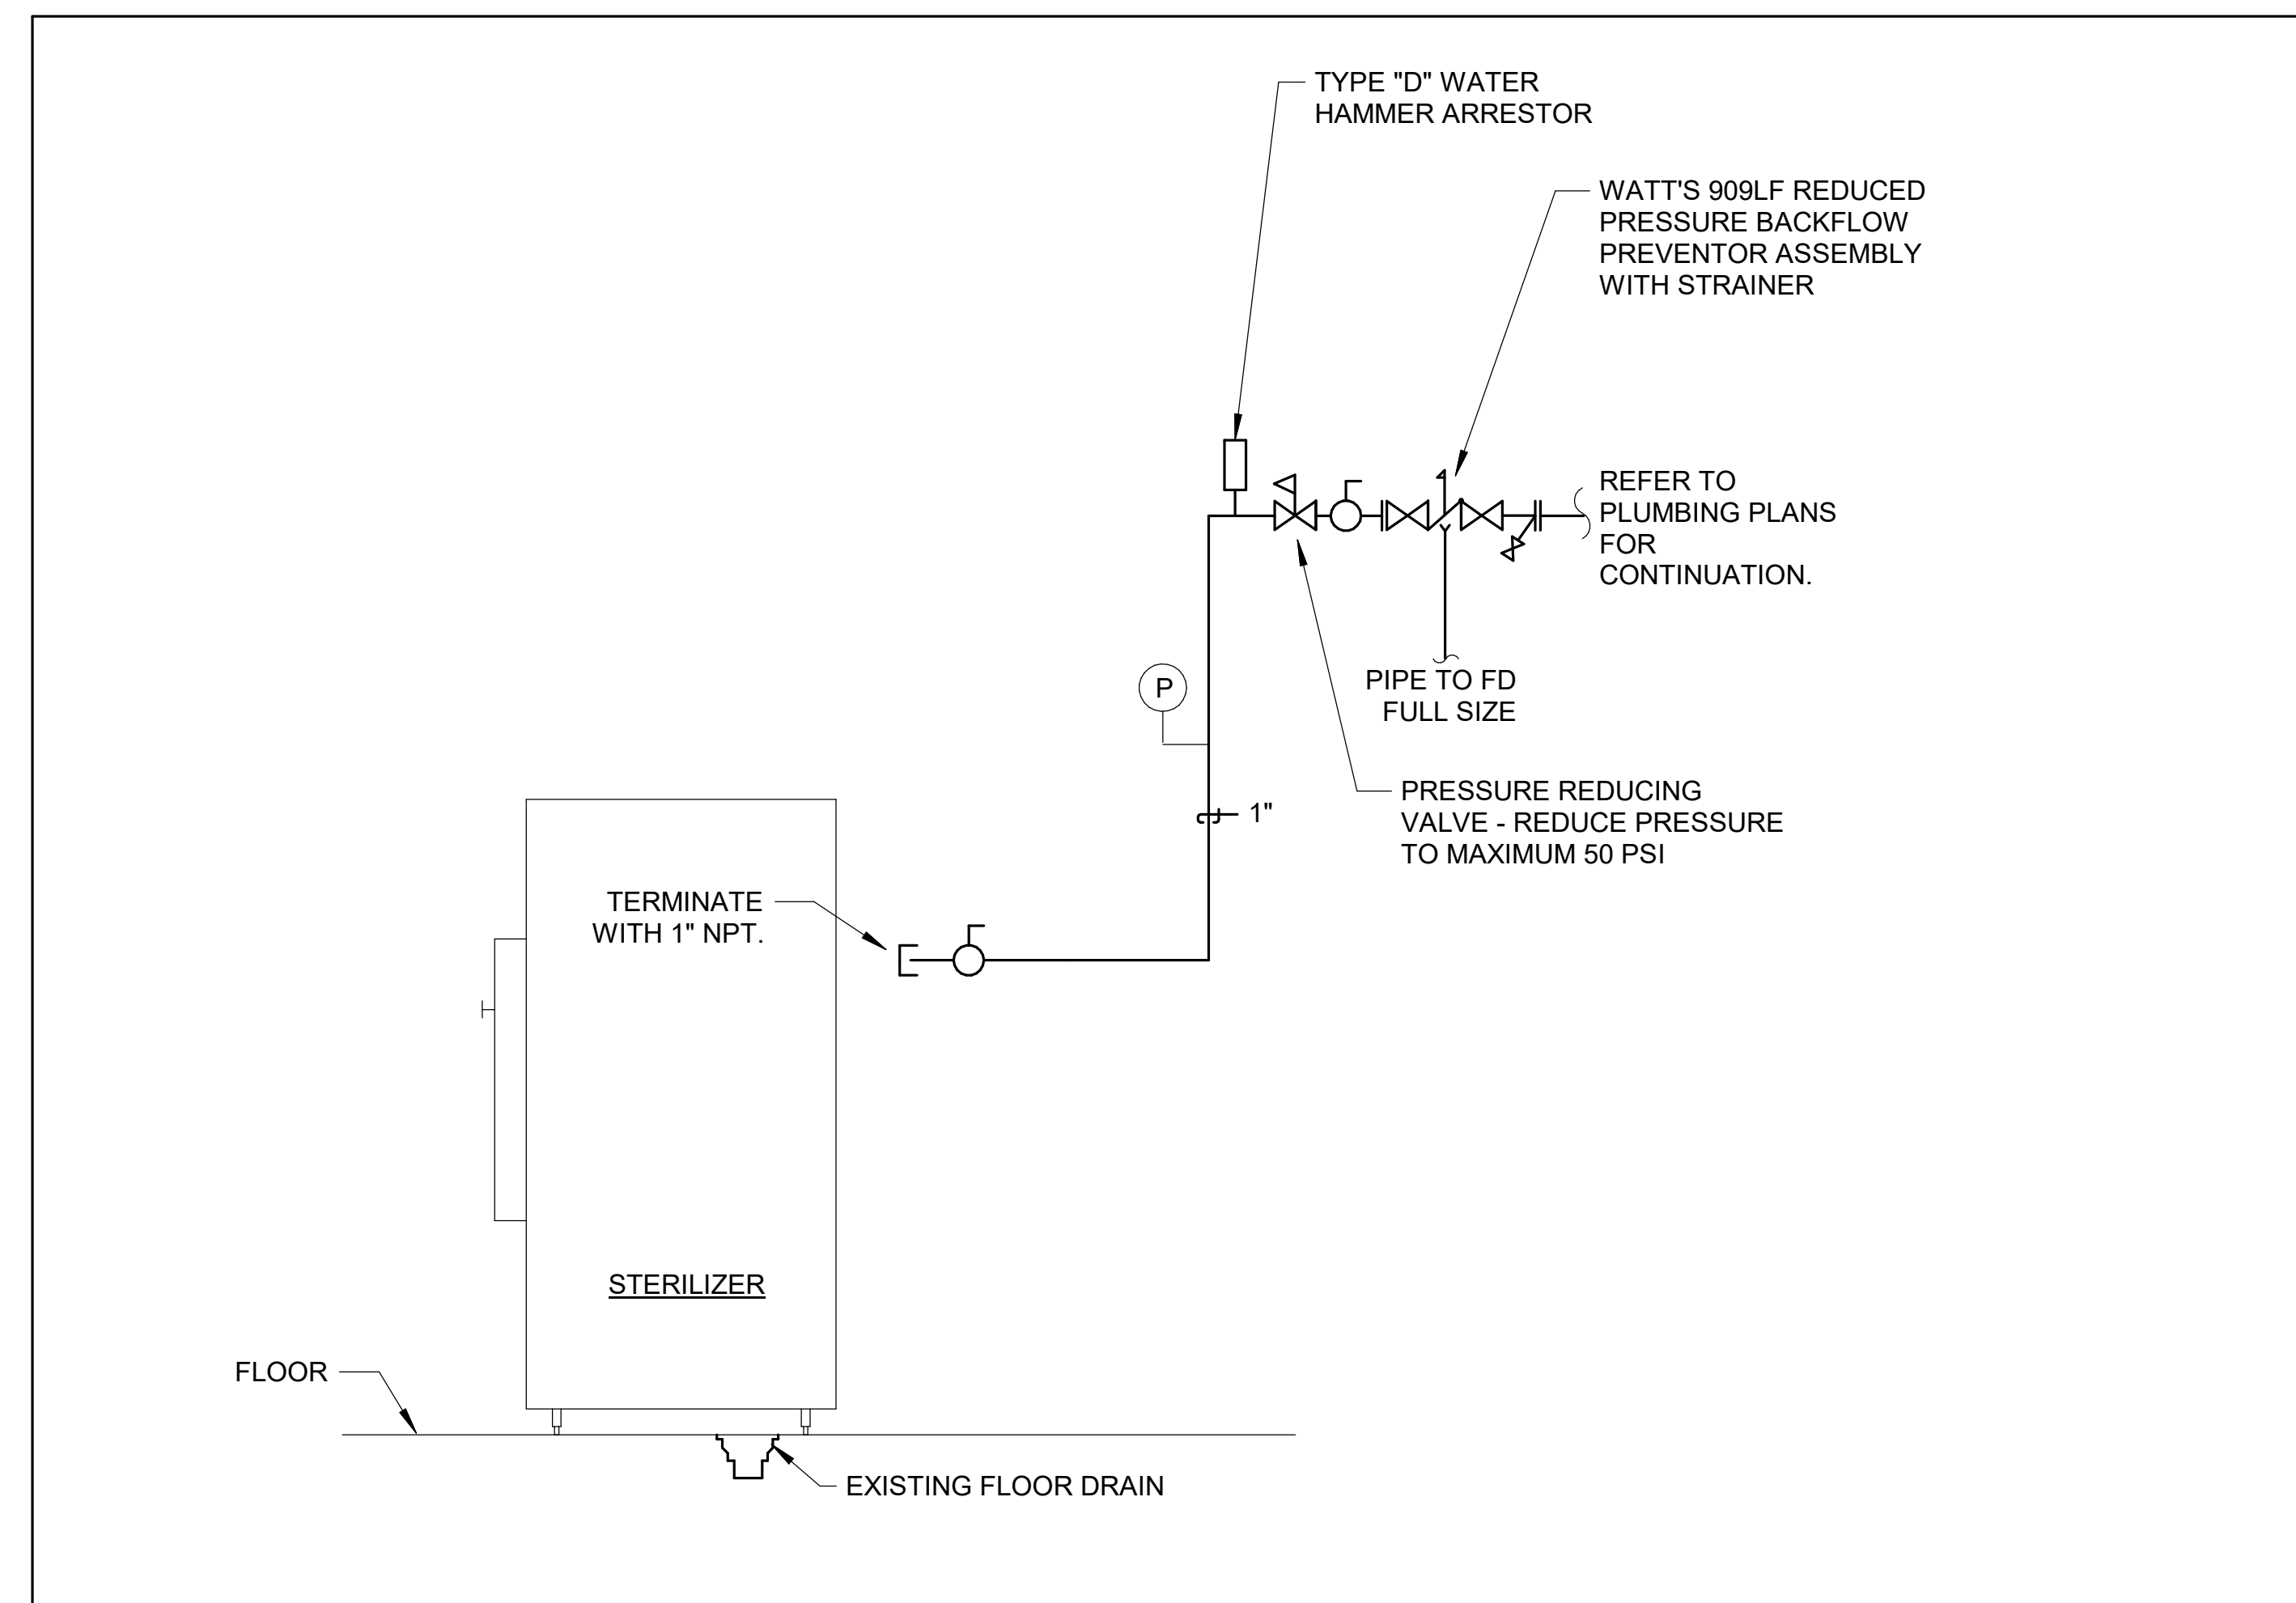 TYPE "D" WATER
HAMMER ARRESTOR
WATT'S 909LF REDUCED
PRESSURE BACKFLOW
PREVENTOR ASSEMBLY
WITH STRAINER
REFER TO
PLUMBING PLANS
FOR
CONTINUATION.
PIPE TO FD
FULL SIZE
P
PRESSURE REDUCING
VALVE - REDUCE PRESSURE
TO MAXIMUM 50 PSI
1"
TERMINATE
WITH 1" NPT.
STERILIZER
FLOOR
EXISTING FLOOR DRAIN